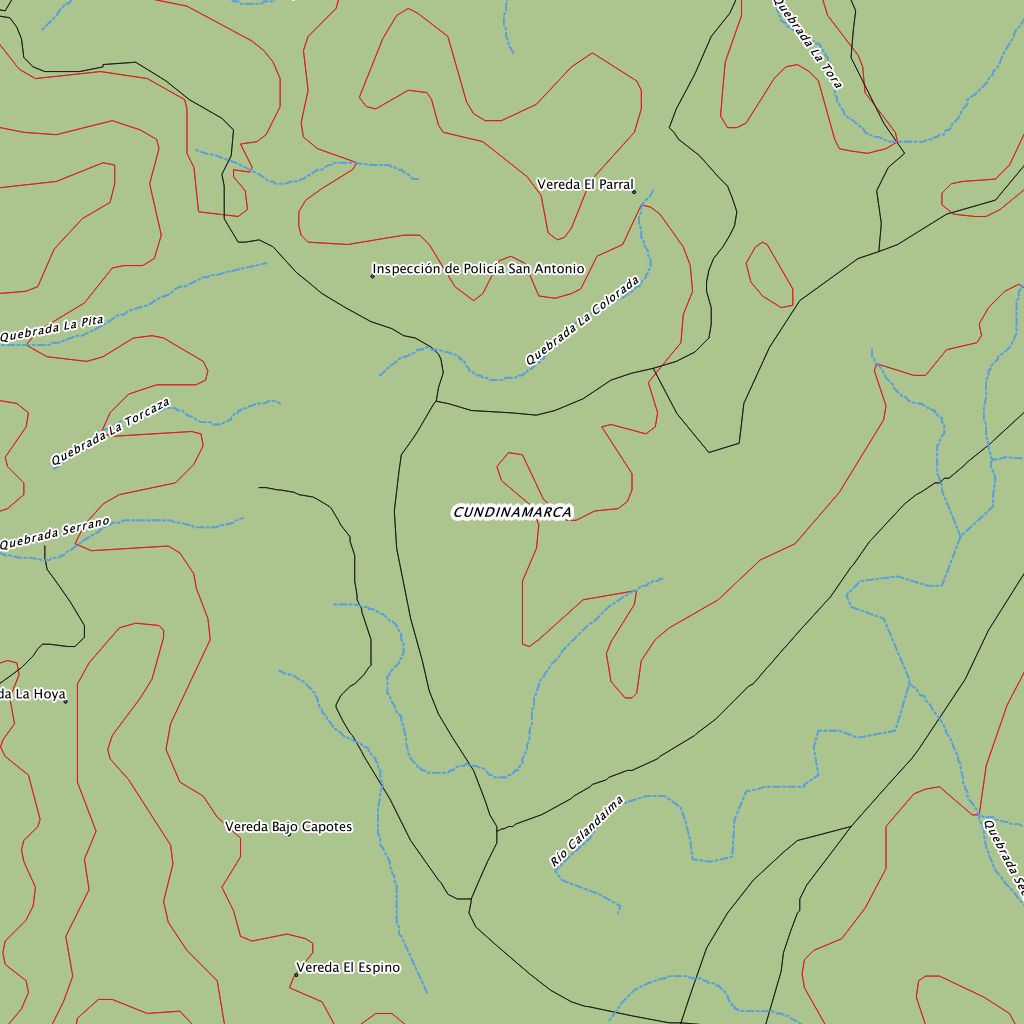 Quebrada La Tora
Vereda El Parral
Inspección de Policía San Antonio
Quebrada La Colorada
Quebrada La Pita
Quebrada La Torcaza
CUNDINAMARCA
Quebrada Serrano
da La Hoya
Río Calandaima
Vereda Bajo Capotes
Quebrada Sec
Vereda El Espino